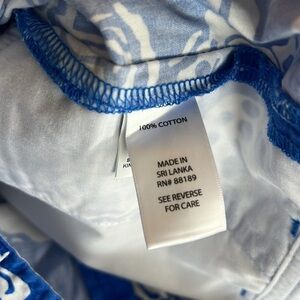 100% COTTON
MADE IN
SRI LANKA
RN# 88189
SEE REVERSE
FOR CARE